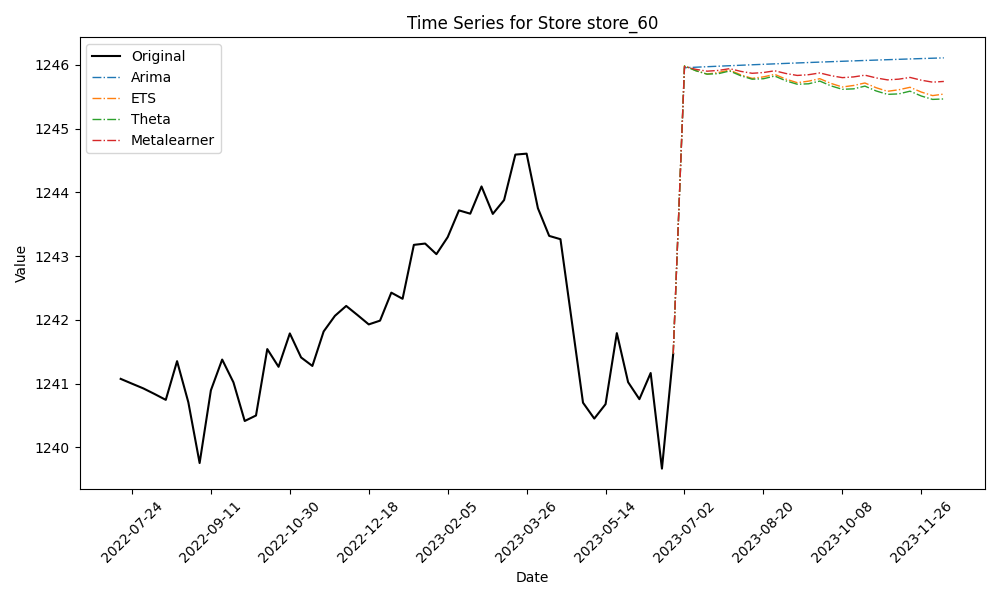 Time Series for Store store_60
Original
Arima
ETS
Theta
Metalearner
Value
1246
1245
1244
1243
1242
1241
1240
2022-07-24
2022-09-11
2022-10-30
2022-12-18
2023-02-05
2023-03-26
2023-05-14
2023-07-02
2023-08-20
2023-10-08
2023-11-26
Date